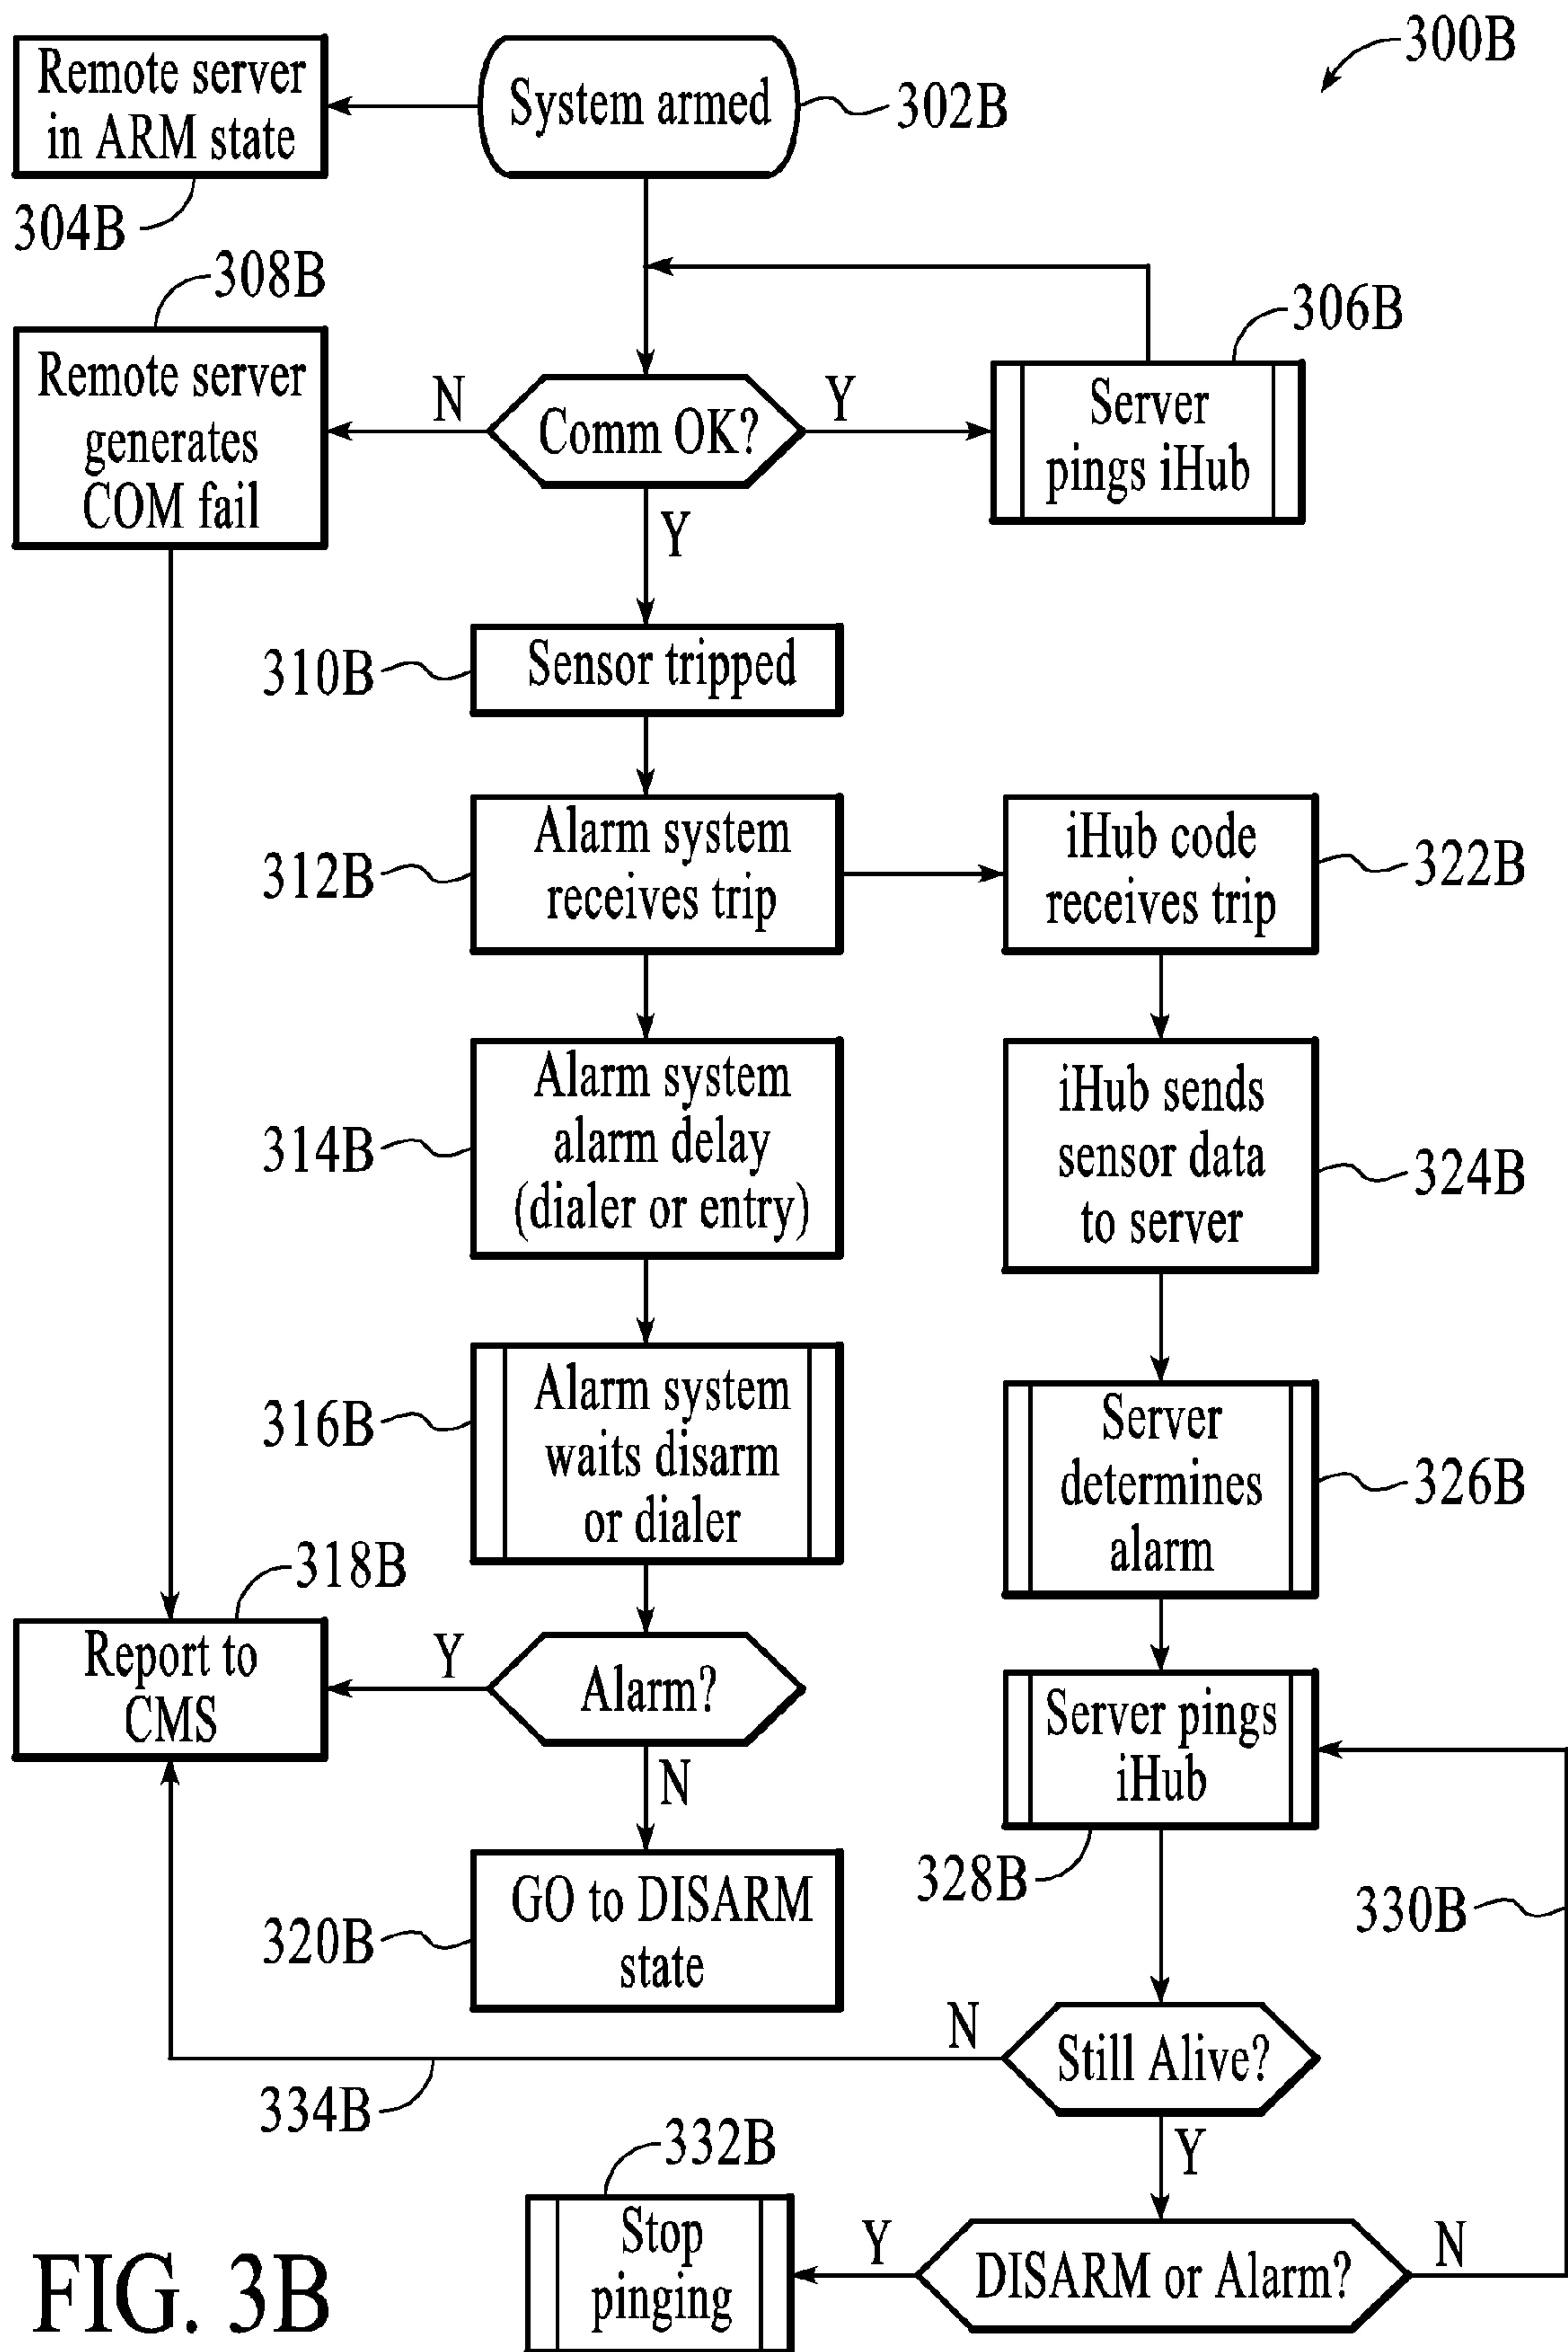 300B
Remote server
in ARM state
304B
System armed
302B
308B
Remote server
generates
COM fail
N
Comm OK?
Y
306B
Server
pings iHub
Y
310B
Sensor tripped
312B
Alarm system
receives trip
iHub code
receives trip
322B
314B
Alarm system
alarm delay
(dialer or entry)
iHub sends
sensor data
to server
324B
316B
Alarm system
waits disarm
or dialer
Server
determines
alarm
326B
318B
Report to
CMS
Y
Alarm?
N
Server pings
iHub
328B
330B
320B
GO to DISARM
state
N
Still Alive?
334B
Y
332B
Stop
pinging
Y
DISARM or Alarm?
N
FIG. 3B